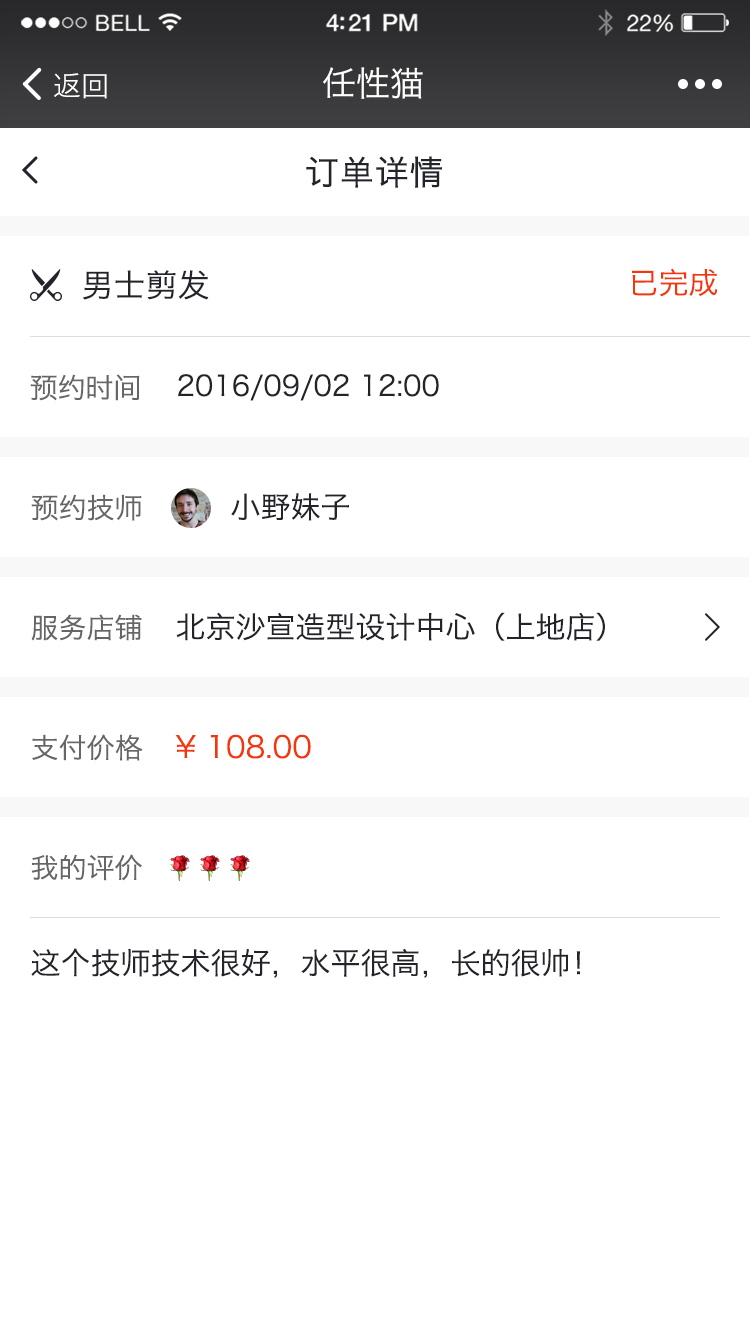 BELL 4:21 PM 22%
返回 任性猫
订单详情
男士剪发 已完成
预约时间 2016/09/02 12:00
预约技师 小野妹子
服务店铺 北京沙宣造型设计中心（上地店）
支付价格 ¥ 108.00
我的评价
这个技师技术很好，水平很高，长的很帅！